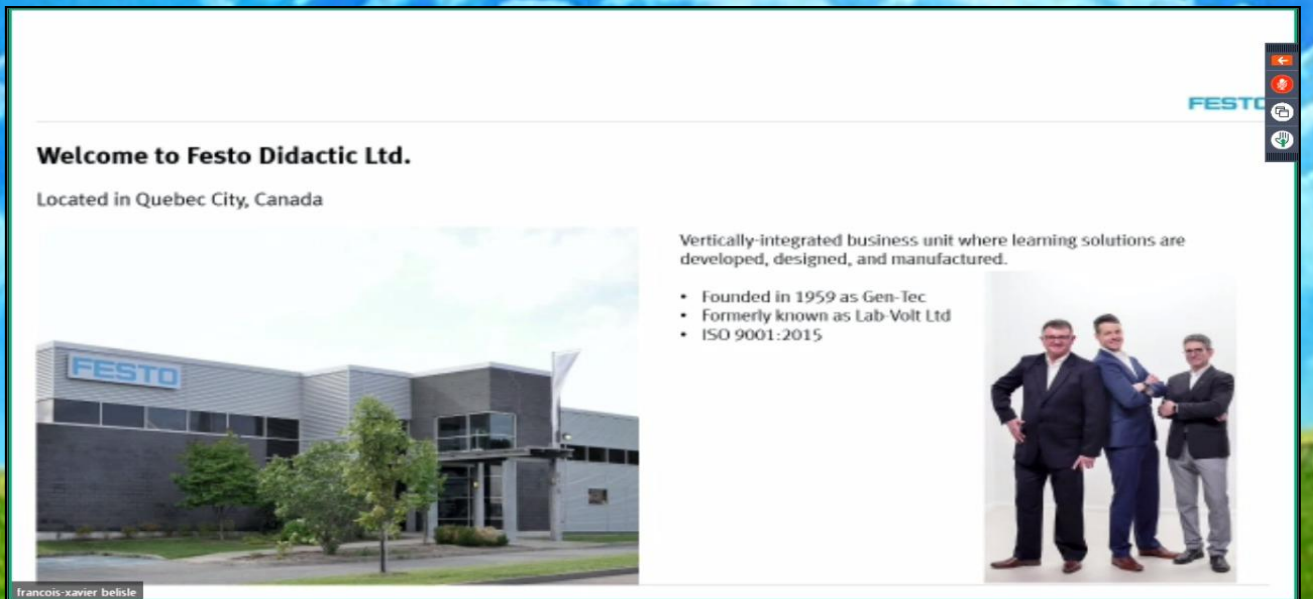 FESTO
Welcome to Festo Didactic Ltd.
Located in Quebec City, Canada
Vertically-integrated business unit where learning solutions are
developed, designed, and manufactured.
• Founded in 1959 as Gen-Tec
• Formerly known as Lab-Volt Ltd
• ISO 9001:2015
FESTO
francois-xavier belisle